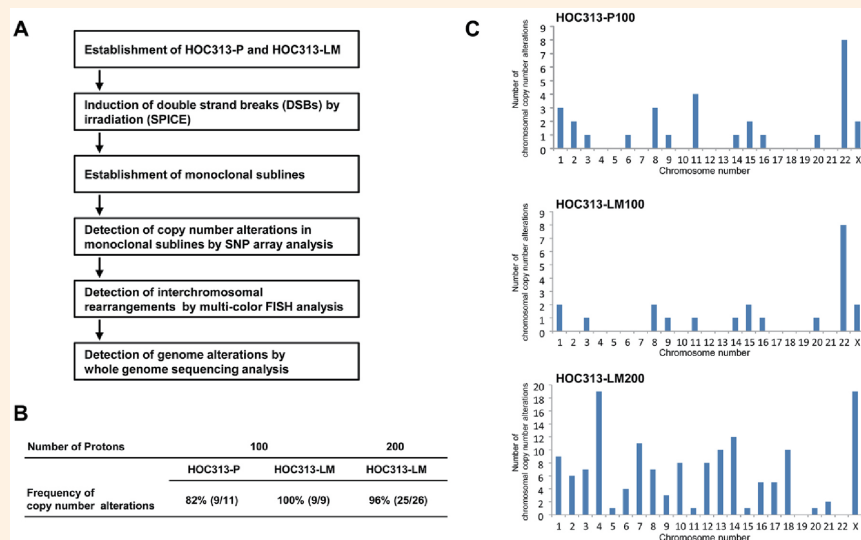 A
Establishment of HOC313-P and HOC313-LM
Induction of double strand breaks (DSBs) by
irradiation (SPICE)
Establishment of monoclonal sublines
Detection of copy number alterations in
monoclonal sublines by SNP array analysis
Detection of interchromosomal
rearrangements by multi-color FISH analysis
Detection of genome alterations by
whole genome sequencing analysis
B
Number of Protons 100 200
HOC313-P HOC313-LM HOC313-LM
Frequency of
copy number alterations 82% (9/11) 100% (9/9) 96% (25/26)
C
HOC313-P100
Number of
chromosomal copy number alterations
9
8
7
6
5
4
3
2
1
0
1 2 3 4 5 6 7 8 9 10 11 12 13 14 15 16 17 18 19 20 21 22 X
Chromosome number
HOC313-LM100
Number of
chromosomal copy number alterations
9
8
7
6
5
4
3
2
1
0
1 2 3 4 5 6 7 8 9 10 11 12 13 14 15 16 17 18 19 20 21 22 X
Chromosome number
HOC313-LM200
Number of
chromosomal copy number alterations
20
18
16
14
12
10
8
6
4
2
0
1 2 3 4 5 6 7 8 9 10 11 12 13 14 15 16 17 18 19 20 21 22 X
Chromosome number